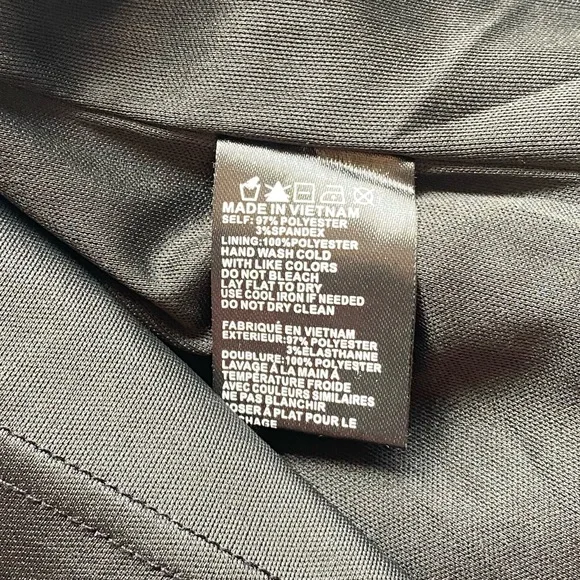 MADE IN VIETNAM
SELF: 97% POLYESTER
3%SPANDEX
LINING:100%POLYESTER
HAND WASH COLD
WITH LIKE COLORS
DO NOT BLEACH
LAY FLAT TO DRY
USE COOL IRON IF NEEDED
DO NOT DRY CLEAN
FABRIQUÉ EN VIETNAM
EXTERIEUR:97% POLYESTER
3%ÉLASTHANNE
DOUBLURE:100% POLYESTER
LAVAGE À LA MAIN À
TEMPÉRATURE FROIDE
AVEC COULEURS SIMILAIRES
NE PAS BLANCHIR
POSER À PLAT POUR LE